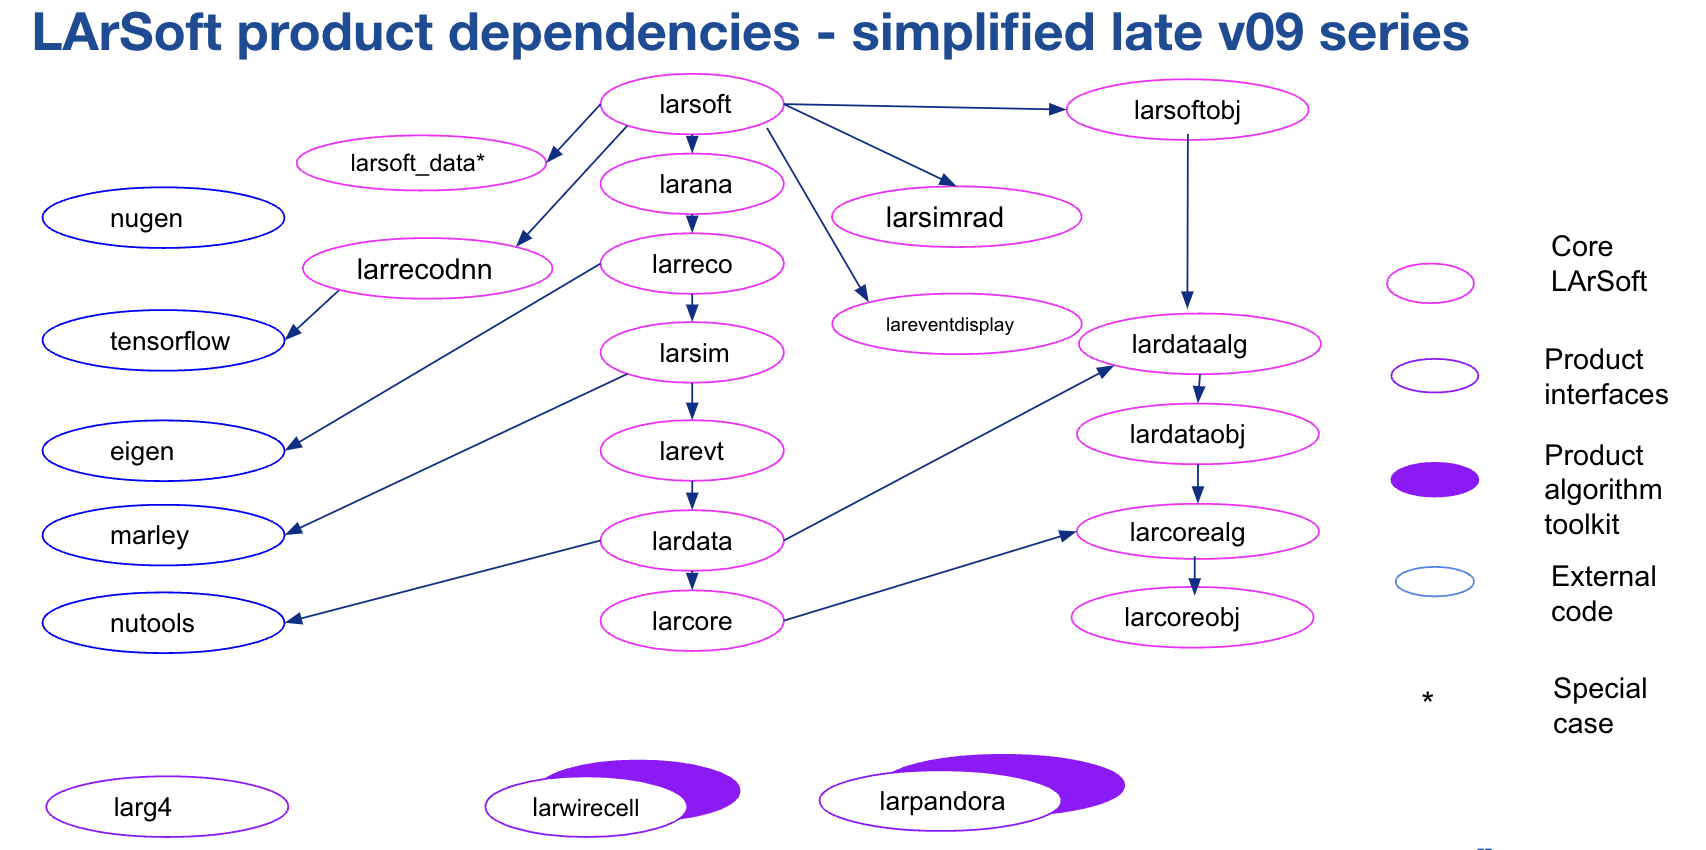 LArSoft product dependencies - simplified late v09 series
larsoft
larsoftobj
larsoft_data*
larana
nugen
larsimrad
larrecodnn
larreco
tensorflow
lareventdisplay
larsim
lardataalg
eigen
larevt
lardataobj
marley
lardata
larcorealg
nutools
larcore
larcoreobj
larg4
larwirecell
larpandora
Core
LArSoft
Product
interfaces
Product
algorithm
toolkit
External
code
*
Special
case